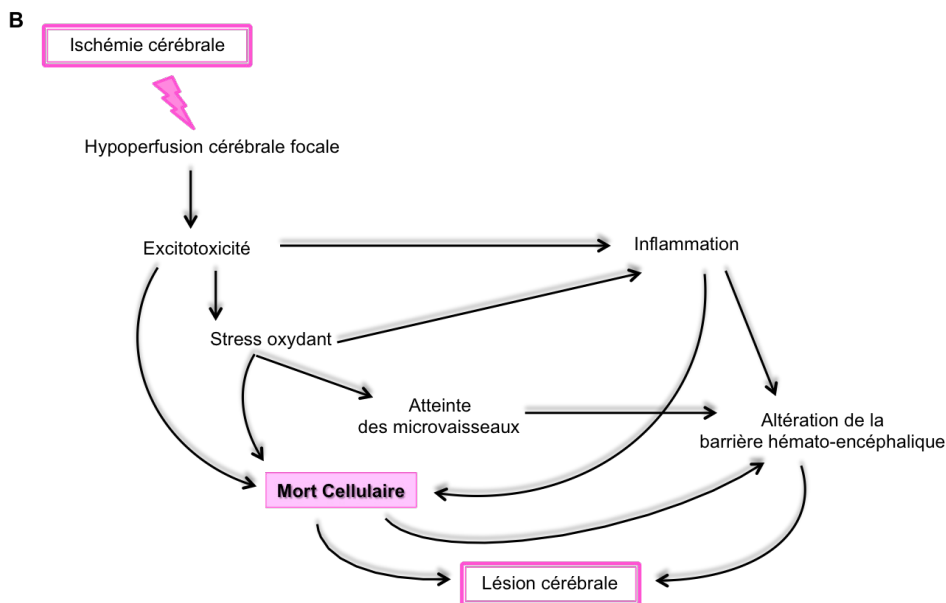 B
Ischémie cérébrale
Hypoperfusion cérébrale focale
Excitotoxicité
Inflammation
Stress oxydant
Atteinte
des microvaisseaux
Altération de la
barrière hémato-encéphalique
Mort Cellulaire
Lésion cérébrale